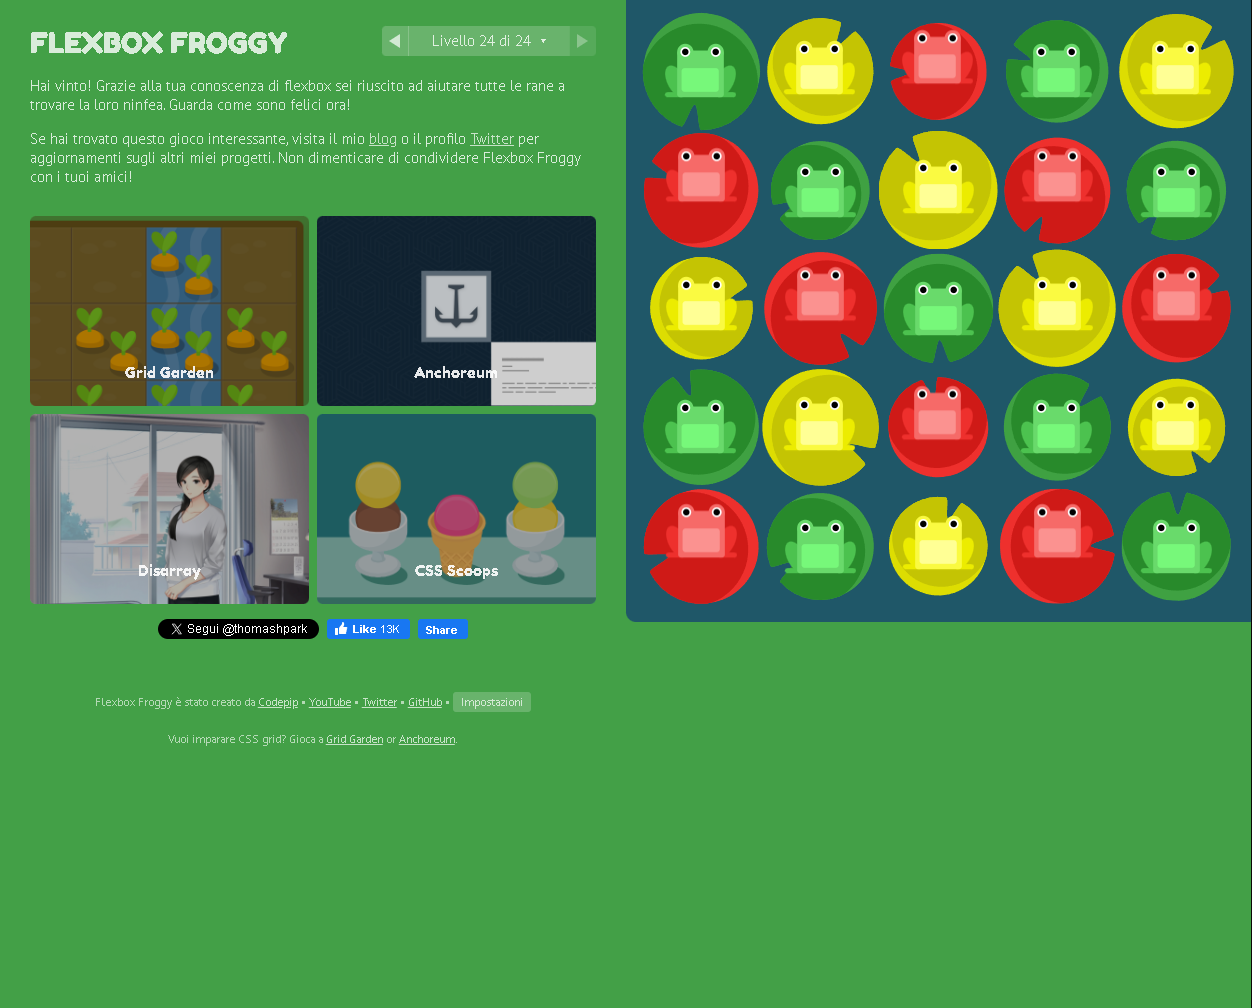 FLEXBOX FROGGY
Livello 24 di 24
Hai vinto! Grazie alla tua conoscenza di flexbox sei riuscito ad aiutare tutte le rane a
trovare la loro ninfea. Guarda come sono felici ora!
Se hai trovato questo gioco interessante, visita il mio blog o il profilo Twitter per
aggiornamenti sugli altri miei progetti. Non dimenticare di condividere Flexbox Froggy
con i tuoi amici!
Grid Garden
Anchoreum
Disarray
CSS Scoops
Segui @thomashpark
Like 13K
Share
Flexbox Froggy è stato creato da Codepip • YouTube • Twitter • GitHub • Impostazioni
Vuoi imparare CSS grid? Gioca a Grid Garden or Anchoreum.